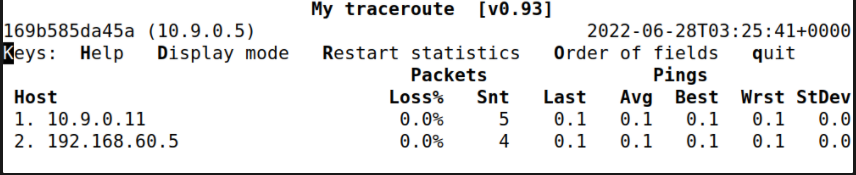 My traceroute  [v0.93]
169b585da45a (10.9.0.5) 2022-06-28T03:25:41+0000
Keys:  Help   Display mode   Restart statistics   Order of fields   quit
Packets Pings
Host Loss% Snt Last Avg Best Wrst StDev
1. 10.9.0.11 0.0% 5 0.1 0.1 0.1 0.1 0.0
2. 192.168.60.5 0.0% 4 0.1 0.1 0.1 0.1 0.0